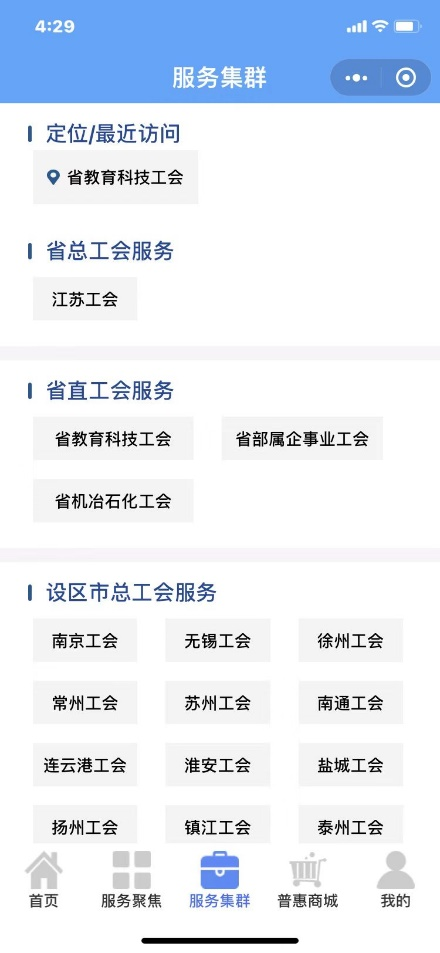 4:29
服务集群
定位/最近访问
省教育科技工会
省总工会服务
江苏工会
省直工会服务
省教育科技工会 省部属企事业工会
省机冶石化工会
设区市总工会服务
南京工会 无锡工会 徐州工会
常州工会 苏州工会 南通工会
连云港工会 淮安工会 盐城工会
扬州工会 镇江工会 泰州工会
首页 服务聚焦 服务集群 普惠商城 我的